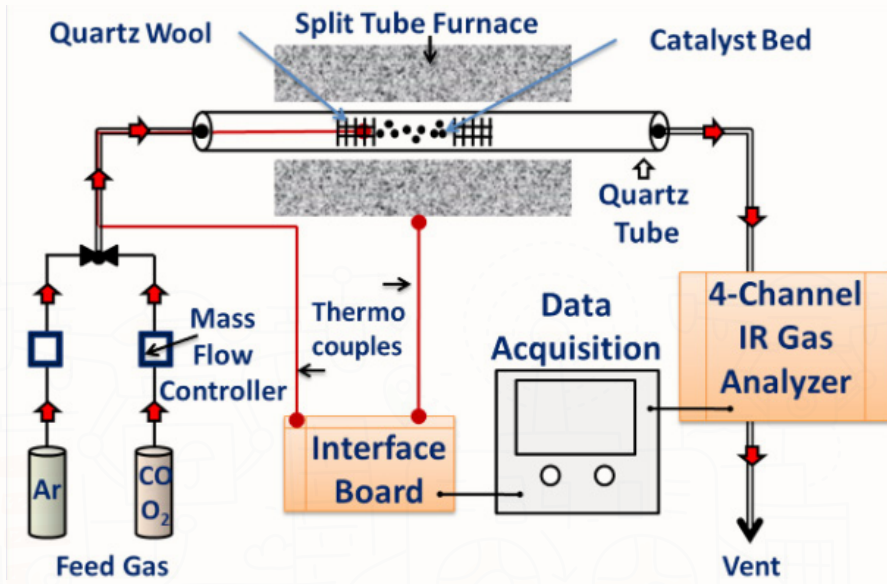 Quartz Wool
Split Tube Furnace
Catalyst Bed
Quartz
Tube
Mass
Flow
Controller
Thermo
couples
Data
Acquisition
4-Channel
IR Gas
Analyzer
Interface
Board
Ar
CO
O₂
Feed Gas
Vent